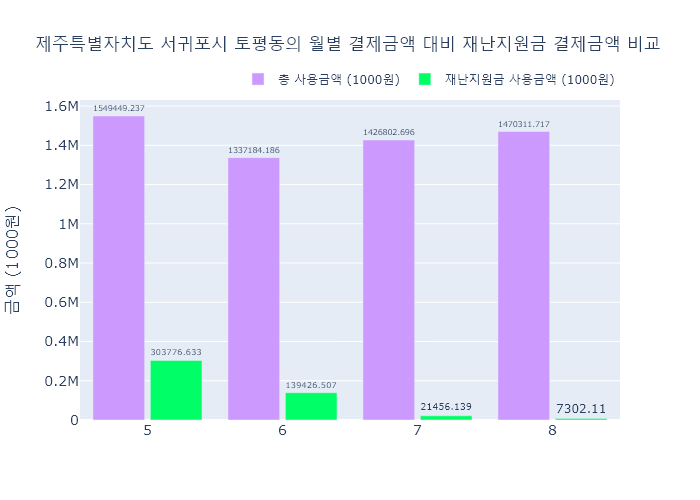 제주특별자치도 서귀포시 토평동의 월별 결제금액 대비 재난지원금 결제금액 비교
총 사용금액 (1000원) 재난지원금 사용금액 (1000원)
금액 (1000원)
1.6M
1.4M
1.2M
1M
0.8M
0.6M
0.4M
0.2M
0
1549449.237
1337184.186
1426802.696
1470311.717
303776.633
139426.507
21456.139
7302.11
5 6 7 8